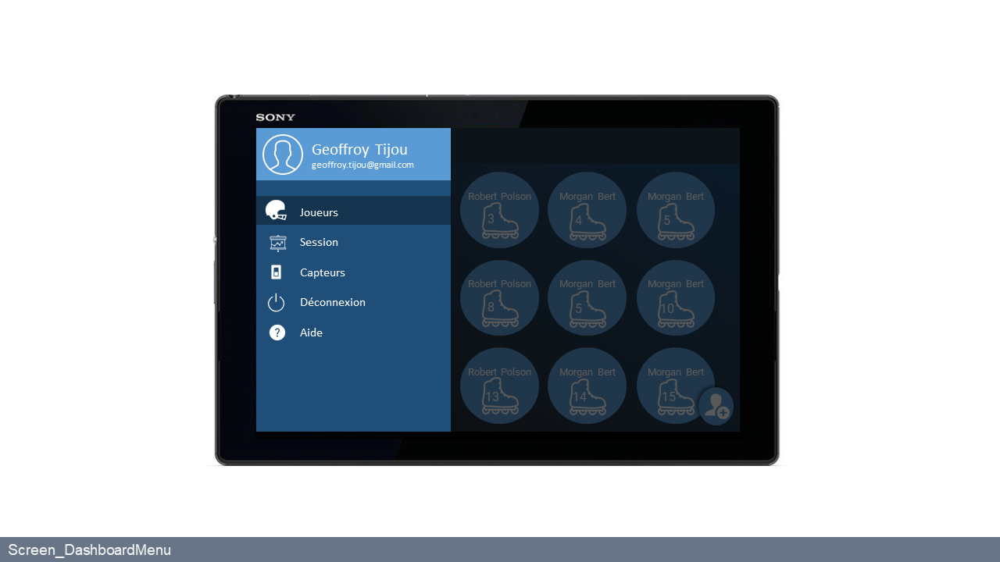 SONY
Geoffroy Tijou
geoffroy.tijou@gmail.com
Joueurs
Session
Capteurs
Déconnexion
Aide
Robert Polson
3
Morgan Bert
4
Morgan Bert
5
Robert Polson
8
Morgan Bert
5
Morgan Bert
10
Robert Polson
13
Morgan Bert
14
Morgan Bert
15
Screen_DashboardMenu